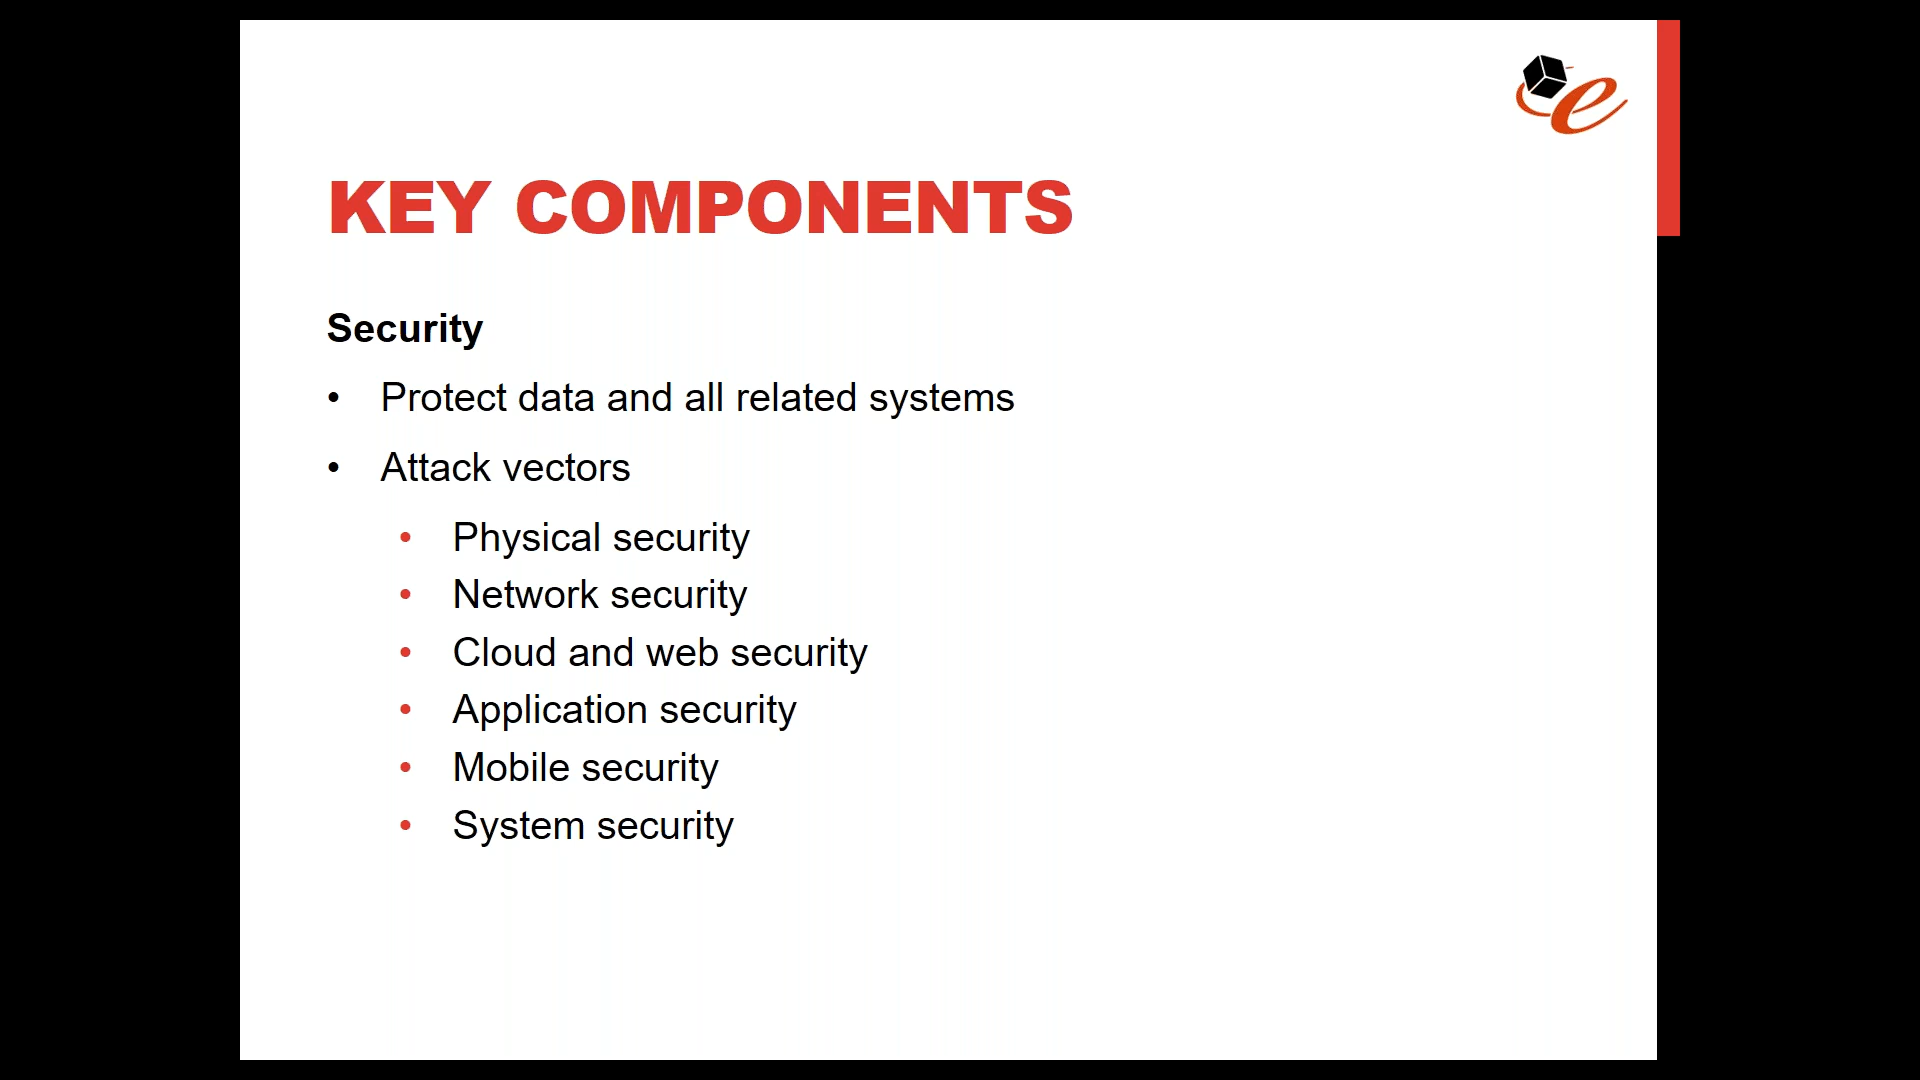 e
KEY COMPONENTS
Security
• Protect data and all related systems
• Attack vectors
• Physical security
• Network security
• Cloud and web security
• Application security
• Mobile security
• System security